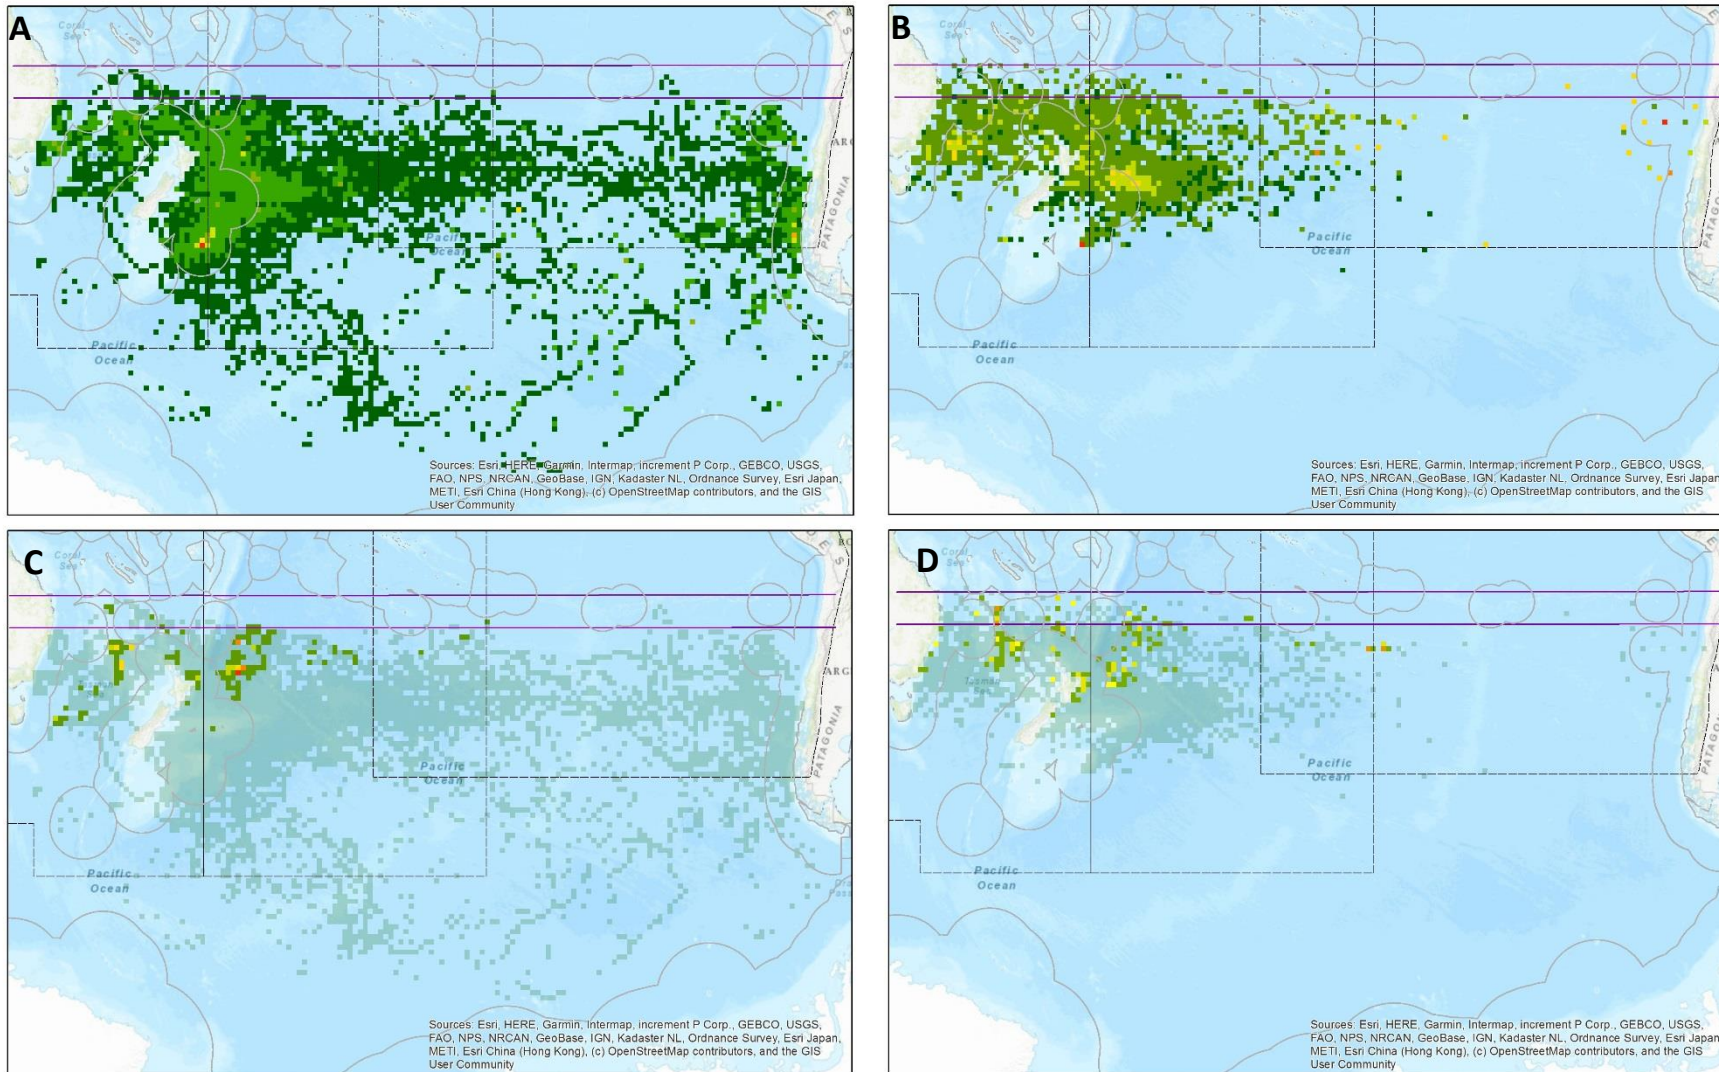 A
Coral
Sea
PATAGONIA
Pacific
Ocean
Pacific
Ocean
Sources: Esri, HERE, Garmin, Intermap, increment P Corp., GEBCO, USGS,
FAO, NPS, NRCAN, GeoBase, IGN, Kadaster NL, Ordnance Survey, Esri Japan,
METI, Esri China (Hong Kong), (c) OpenStreetMap contributors, and the GIS
User Community
B
Coral
Sea
PATAGONIA
Pacific
Ocean
Pacific
Ocean
Sources: Esri, HERE, Garmin, Intermap, increment P Corp., GEBCO, USGS,
FAO, NPS, NRCAN, GeoBase, IGN, Kadaster NL, Ordnance Survey, Esri Japan,
METI, Esri China (Hong Kong), (c) OpenStreetMap contributors, and the GIS
User Community
C
Coral
Sea
ARG
PATAGONIA
Pacific
Ocean
Pacific
Ocean
Sources: Esri, HERE, Garmin, Intermap, increment P Corp., GEBCO, USGS,
FAO, NPS, NRCAN, GeoBase, IGN, Kadaster NL, Ordnance Survey, Esri Japan,
METI, Esri China (Hong Kong), (c) OpenStreetMap contributors, and the GIS
User Community
D
Coral
Sea
Tasman
Sea
PATAGONIA
Pacific
Ocean
Pacific
Ocean
Sources: Esri, HERE, Garmin, Intermap, increment P Corp., GEBCO, USGS,
FAO, NPS, NRCAN, GeoBase, IGN, Kadaster NL, Ordnance Survey, Esri Japan,
METI, Esri China (Hong Kong), (c) OpenStreetMap contributors, and the GIS
User Community